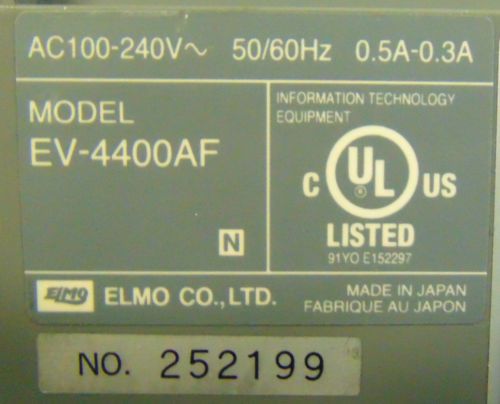 AC100-240V~ 50/60Hz 0.5A-0.3A
MODEL
EV-4400AF
N
INFORMATION TECHNOLOGY
EQUIPMENT
C UL US
®
LISTED
91YO E152297
ELMO ELMO CO.,LTD.
MADE IN JAPAN
FABRIQUE AU JAPON
NO. 252199